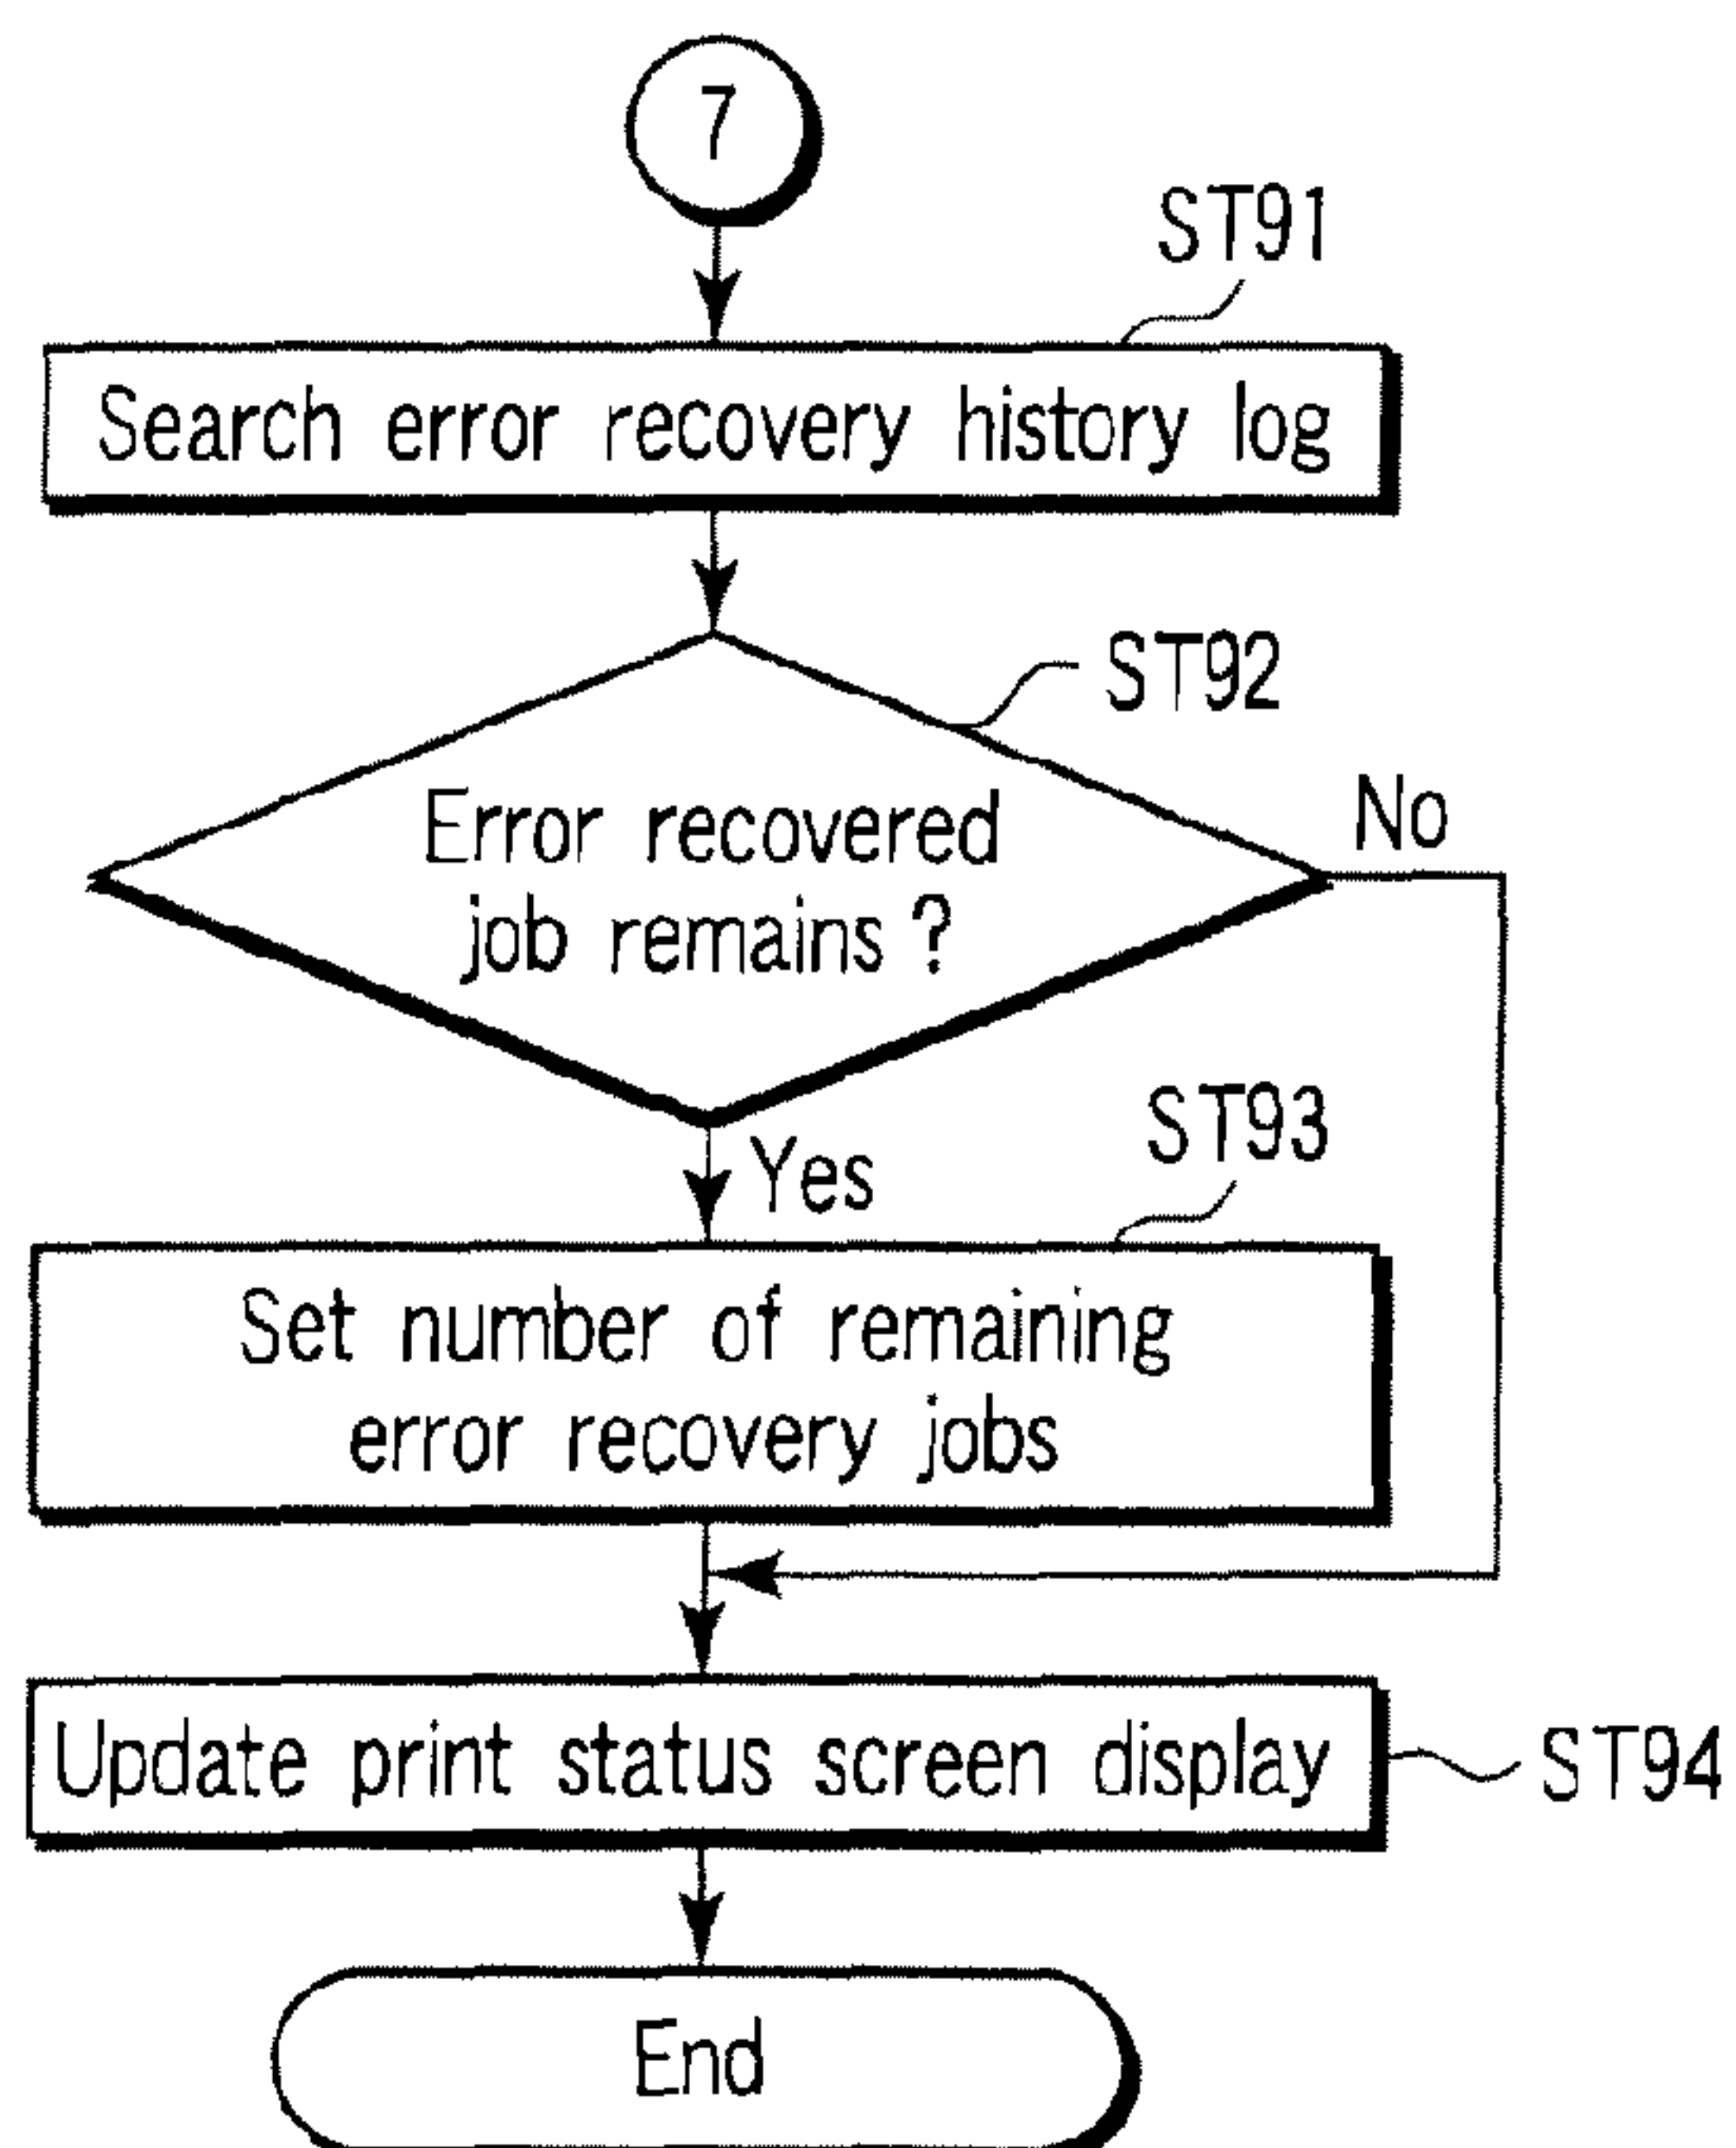 7
ST91
Search error recovery history log
ST92
Error recovered
job remains ?
No
Yes
ST93
Set number of remaining
error recovery jobs
Update print status screen display
ST94
End